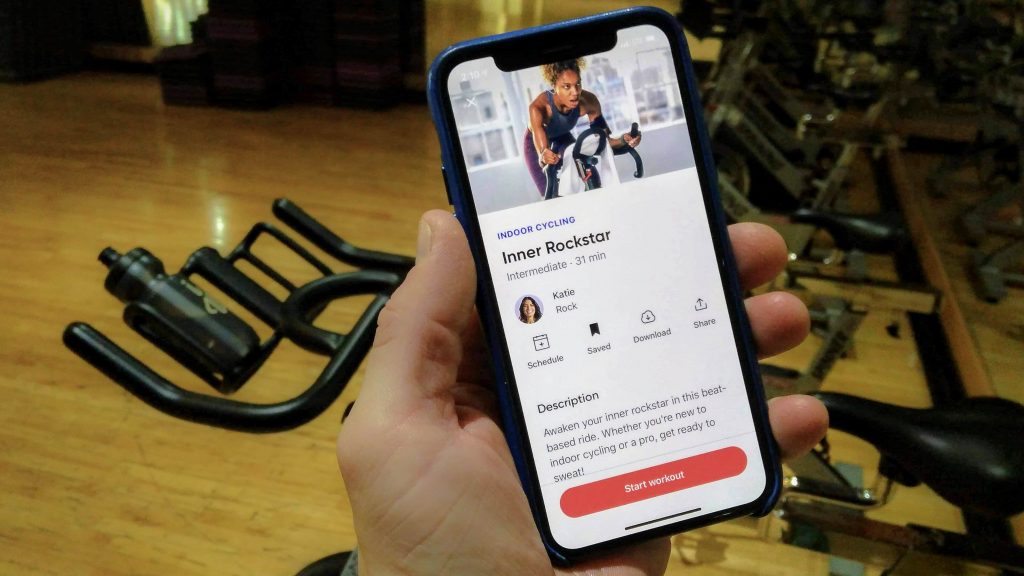 2:10
INDOOR CYCLING
Inner Rockstar
Intermediate · 31 min
Katie
Rock
Schedule
Saved
Download
Share
Description
Awaken your inner rockstar in this beat-
based ride. Whether you're new to
indoor cycling or a pro, get ready to
sweat!
Start workout